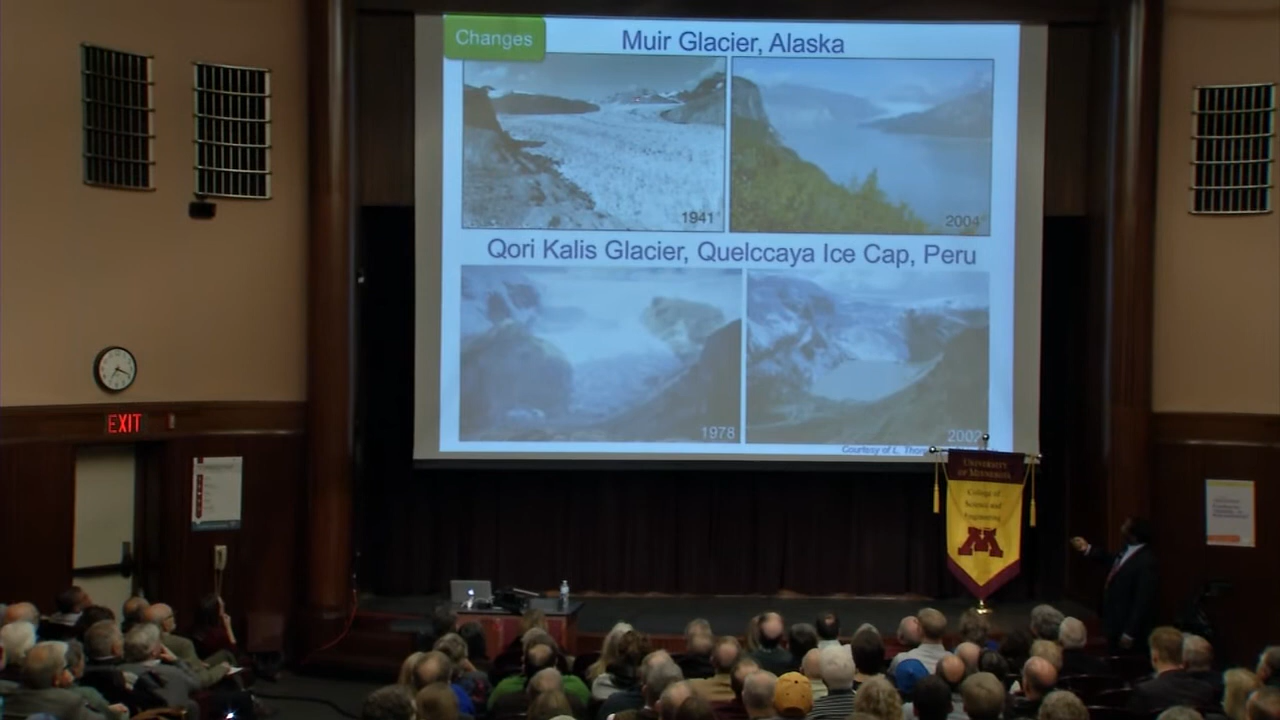 Changes
Muir Glacier, Alaska
1941
2004
Qori Kalis Glacier, Quelccaya Ice Cap, Peru
1978
2002
Courtesy of L.
EXIT
UNIVERSITY
OF MINNESOTA
College of
Science and
Engineering
M